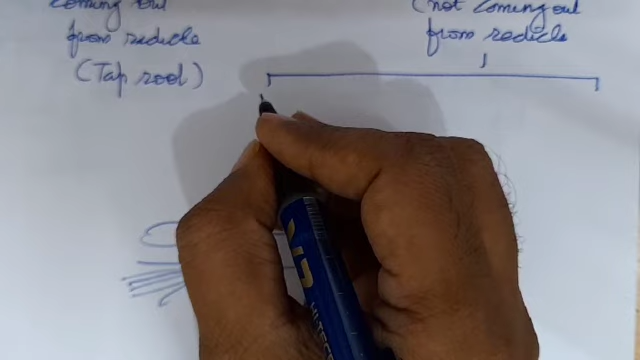 coming out
from radicle
(Tap root)
(not coming out
from radicle